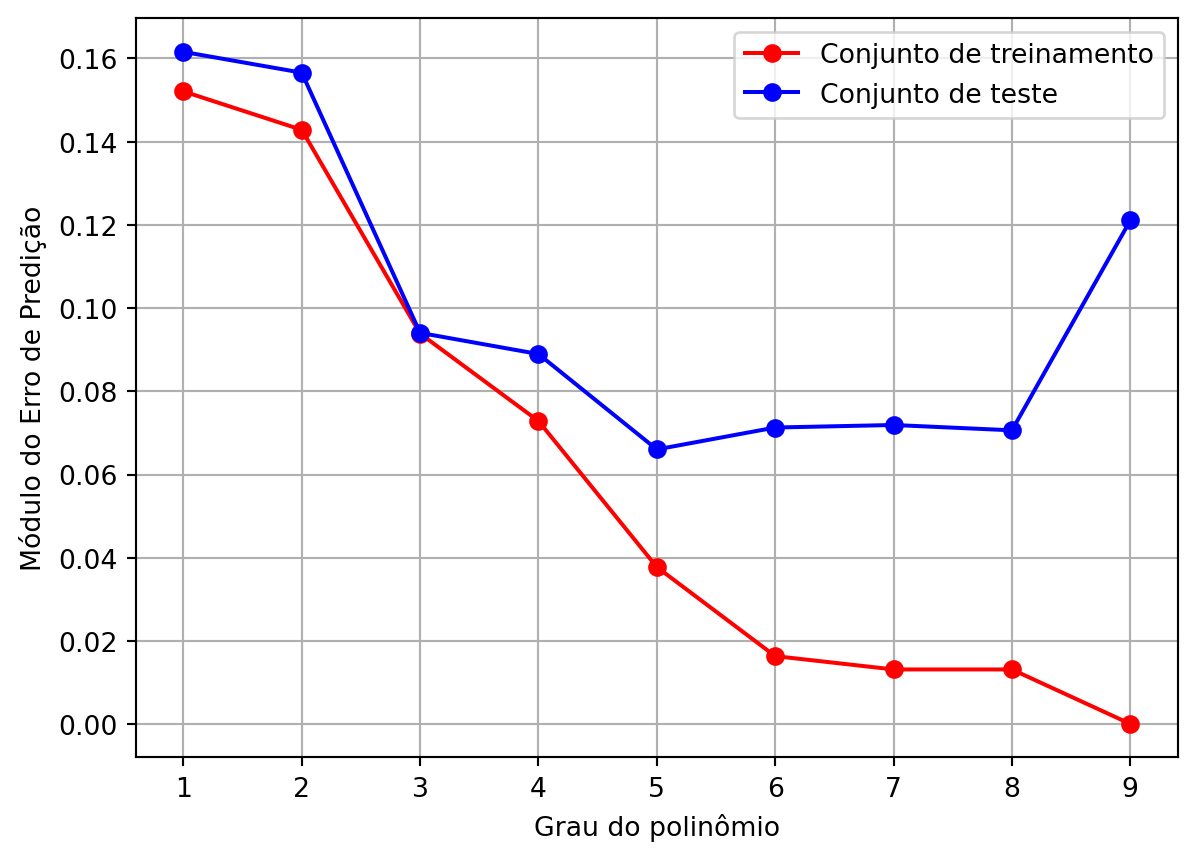 Conjunto de treinamento
Conjunto de teste
Módulo do Erro de Predição
0.16
0.14
0.12
0.10
0.08
0.06
0.04
0.02
0.00
1 2 3 4 5 6 7 8 9
Grau do polinômio